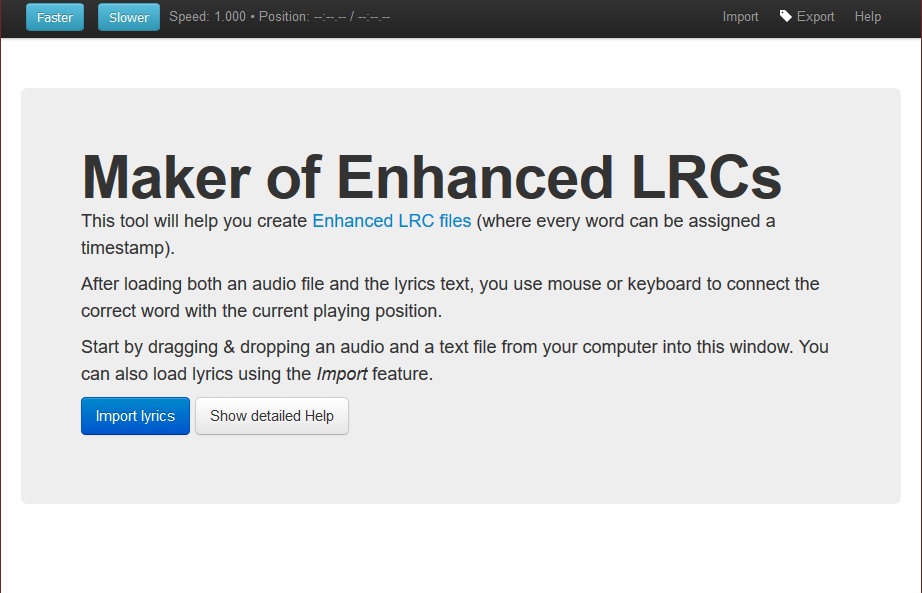 Faster Slower Speed: 1.000 • Position: --:--.-- / --:--.-- Import Export Help
Maker of Enhanced LRCs
This tool will help you create Enhanced LRC files (where every word can be assigned a
timestamp).
After loading both an audio file and the lyrics text, you use mouse or keyboard to connect the
correct word with the current playing position.
Start by dragging & dropping an audio and a text file from your computer into this window. You
can also load lyrics using the Import feature.
Import lyrics Show detailed Help